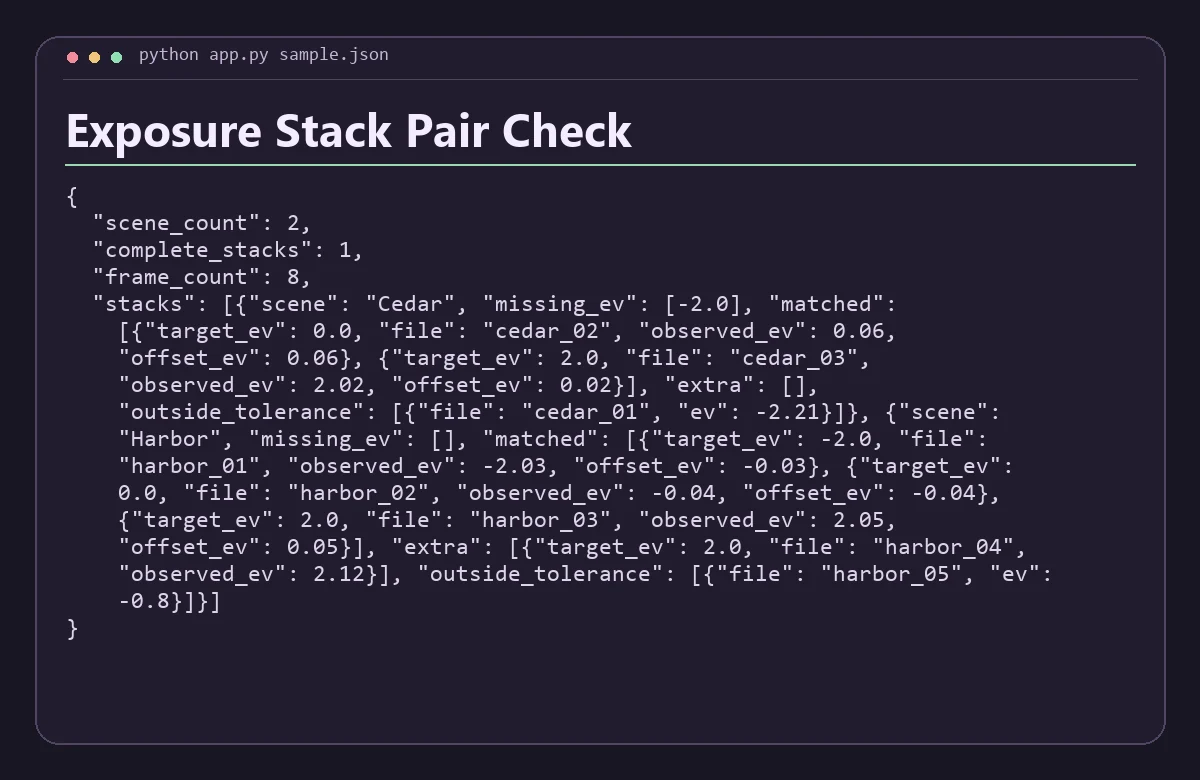 python app.py sample.json
Exposure Stack Pair Check
{
  "scene_count": 2,
  "complete_stacks": 1,
  "frame_count": 8,
  "stacks": [{"scene": "Cedar", "missing_ev": [-2.0], "matched":
    [{"target_ev": 0.0, "file": "cedar_02", "observed_ev": 0.06,
    "offset_ev": 0.06}, {"target_ev": 2.0, "file": "cedar_03",
    "observed_ev": 2.02, "offset_ev": 0.02}], "extra": [],
    "outside_tolerance": [{"file": "cedar_01", "ev": -2.21}]}, {"scene":
    "Harbor", "missing_ev": [], "matched": [{"target_ev": -2.0, "file":
    "harbor_01", "observed_ev": -2.03, "offset_ev": -0.03}, {"target_ev":
    0.0, "file": "harbor_02", "observed_ev": -0.04, "offset_ev": -0.04},
    {"target_ev": 2.0, "file": "harbor_03", "observed_ev": 2.05,
    "offset_ev": 0.05}], "extra": [{"target_ev": 2.0, "file": "harbor_04",
    "observed_ev": 2.12}], "outside_tolerance": [{"file": "harbor_05", "ev":
    -0.8}]}]
}